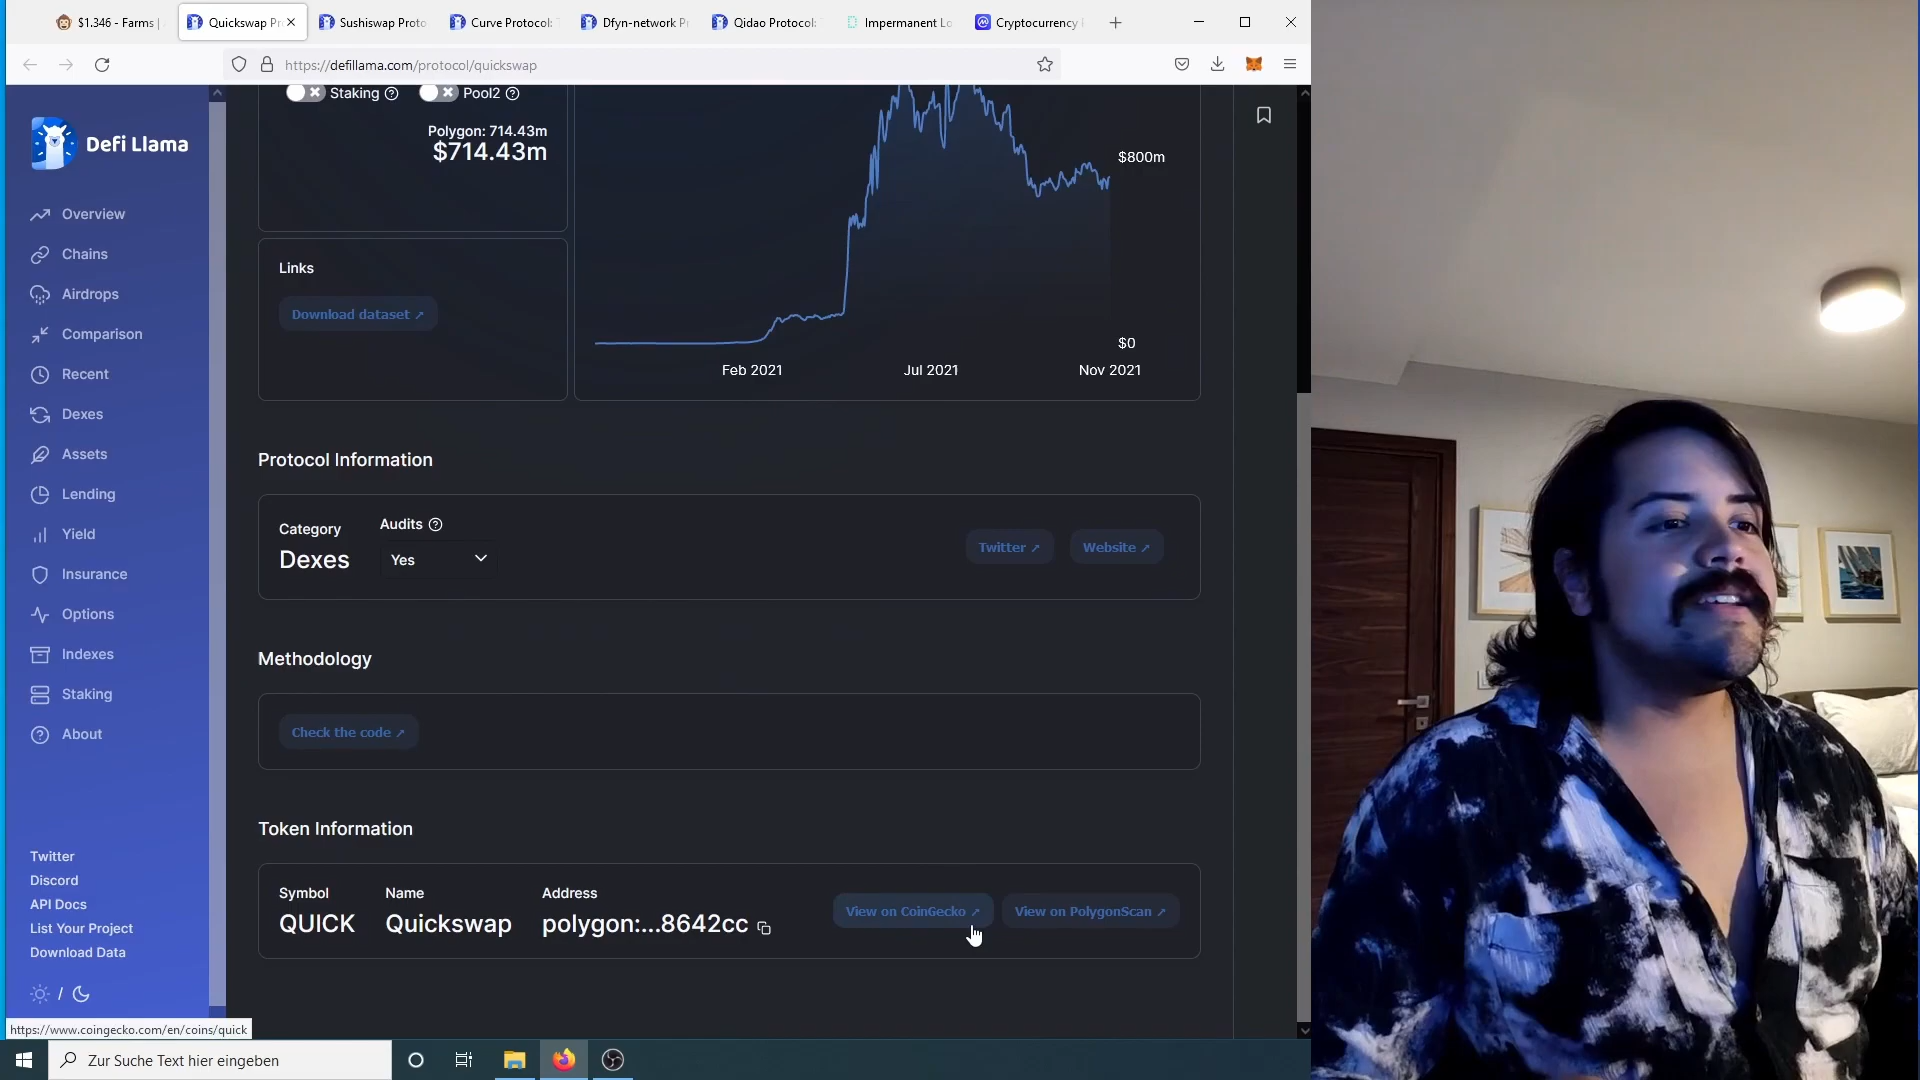 $1.346 - Farms |
Quickswap Pr
Sushiswap Proto
Curve Protocol:
Dfyn-network Pr
Qidao Protocol:
Impermanent Lo
Cryptocurrency
https://defillama.com/protocol/quickswap
Defi Llama
Overview
Chains
Airdrops
Comparison
Recent
Dexes
Assets
Lending
Yield
Insurance
Options
Indexes
Staking
About
Twitter
Discord
API Docs
List Your Project
Download Data
/
Staking
Pool2
Polygon: 714.43m
$714.43m
Links
Download dataset ↗
$800m
$0
Feb 2021
Jul 2021
Nov 2021
Protocol Information
Category
Audits
Dexes
Yes
Twitter ↗
Website ↗
Methodology
Check the code ↗
Token Information
Symbol
Name
Address
QUICK
Quickswap
polygon:...8642cc
View on CoinGecko ↗
View on PolygonScan ↗
https://www.coingecko.com/en/coins/quick
Zur Suche Text hier eingeben